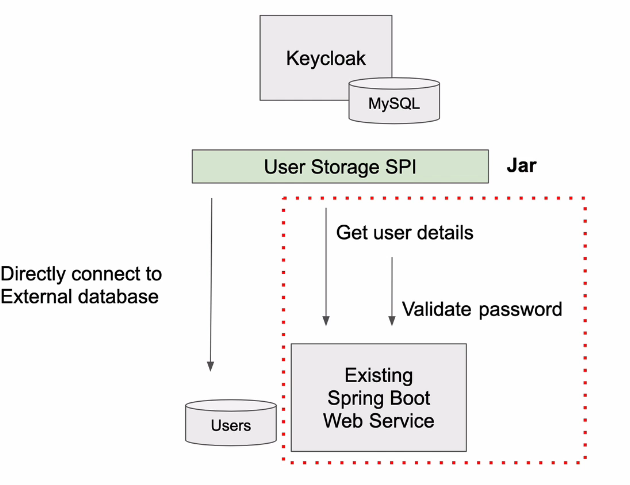 Keycloak
MySQL
User Storage SPI
Jar
Get user details
Directly connect to
External database
Validate password
Existing
Spring Boot
Web Service
Users